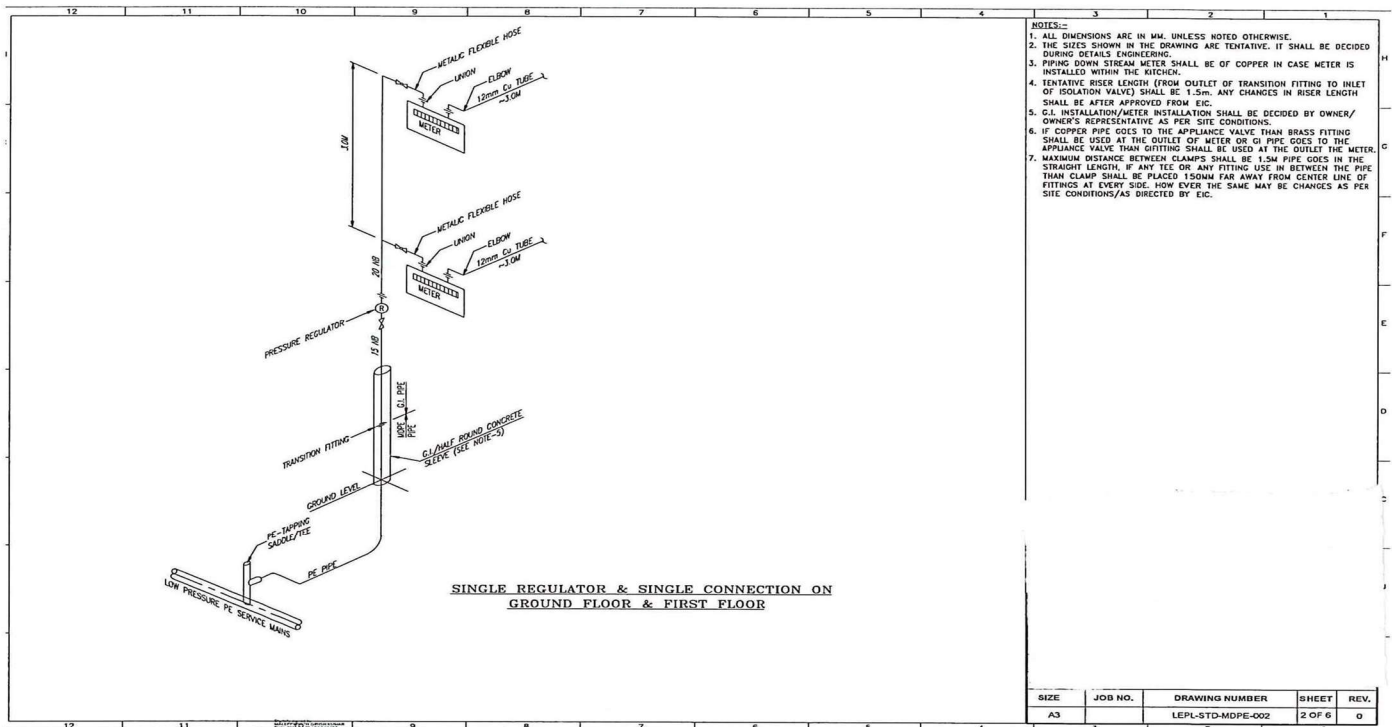 12 11 10 9 8 7 6 5 4 3 2 1
NOTES:-
1. ALL DIMENSIONS ARE IN MM. UNLESS NOTED OTHERWISE.
2. THE SIZES SHOWN IN THE DRAWING ARE TENTATIVE. IT SHALL BE DECIDED
DURING DETAILS ENGINEERING.
3. PIPING DOWN STREAM METER SHALL BE OF COPPER IN CASE METER IS
INSTALLED WITHIN THE KITCHEN.
4. TENTATIVE RISER LENGTH (FROM OUTLET OF TRANSITION FITTING TO INLET
OF ISOLATION VALVE) SHALL BE 1.5m. ANY CHANGES IN RISER LENGTH
SHALL BE AFTER APPROVED FROM EIC.
5. G.I. INSTALLATION/METER INSTALLATION SHALL BE DECIDED BY OWNER/
OWNER'S REPRESENTATIVE AS PER SITE CONDITIONS.
6. IF COPPER PIPE GOES TO THE APPLIANCE VALVE THAN BRASS FITTING
SHALL BE USED AT THE OUTLET OF METER OR GI PIPE GOES TO THE
APPLIANCE VALVE THAN GIFITTING SHALL BE USED AT THE OUTLET THE METER.
7. MAXIMUM DISTANCE BETWEEN CLAMPS SHALL BE 1.5M PIPE GOES IN THE
STRAIGHT LENGTH, IF ANY TEE OR ANY FITTING USE IN BETWEEN THE PIPE
THAN CLAMP SHALL BE PLACED 150MM FAR AWAY FROM CENTER LINE OF
FITTINGS AT EVERY SIDE. HOW EVER THE SAME MAY BE CHANGES AS PER
SITE CONDITIONS/AS DIRECTED BY EIC.
H
G
F
E
D
METALIC FLEXIBLE HOSE
UNION
ELBOW
12mm Cu TUBE
~3.0M
METER
3.0M
METALIC FLEXIBLE HOSE
UNION
ELBOW
12mm Cu TUBE
~3.0M
METER
20 NB
R
PRESSURE REGULATOR
15 NB
G.I. PIPE
MDPE
PIPE
TRANSITION FITTING
G.I./HALF ROUND CONCRETE
SLEEVE (SEE NOTE-5)
GROUND LEVEL
PE-TAPPING
SADDLE/TEE
PE PIPE
LOW PRESSURE PE SERVICE MAINS
SINGLE REGULATOR & SINGLE CONNECTION ON
GROUND FLOOR & FIRST FLOOR
SIZE JOB NO. DRAWING NUMBER SHEET REV.
A3 LEPL-STD-MDPE-002 2 OF 6 0
12 11 9 8 7 6 5